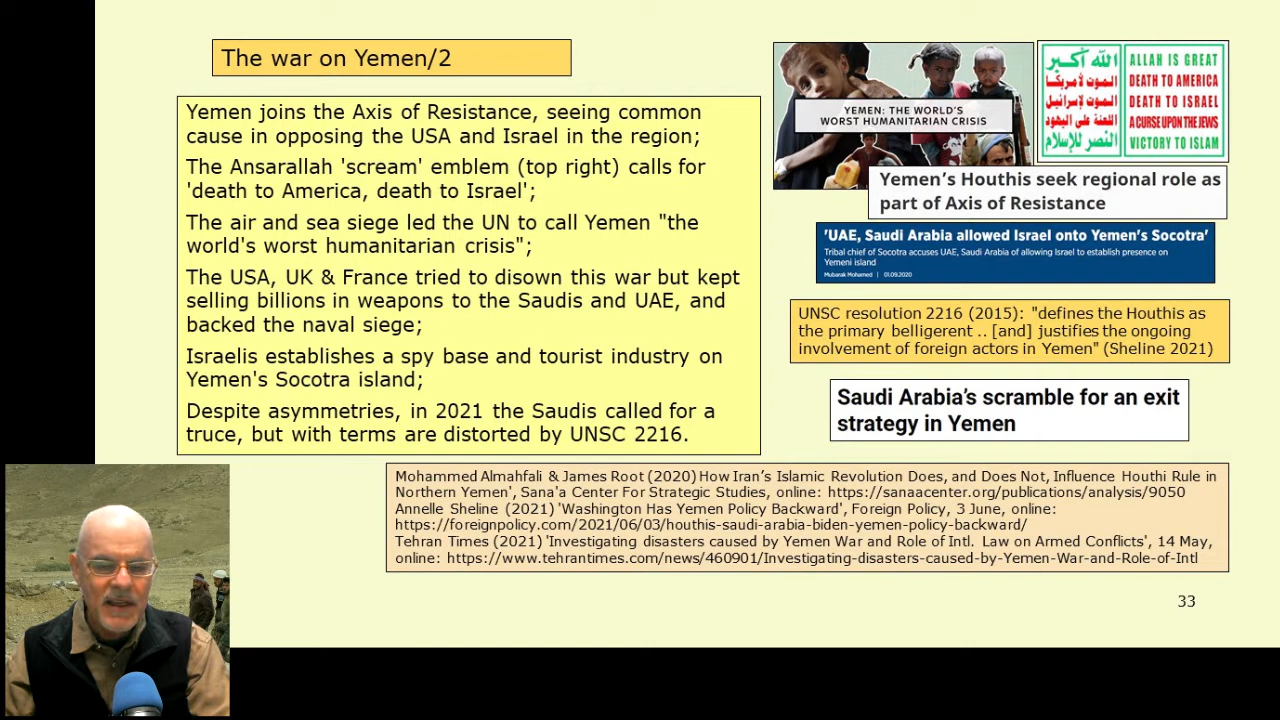 The war on Yemen/2
Yemen joins the Axis of Resistance, seeing common
cause in opposing the USA and Israel in the region;
The Ansarallah 'scream' emblem (top right) calls for
'death to America, death to Israel';
The air and sea siege led the UN to call Yemen "the
world's worst humanitarian crisis";
The USA, UK & France tried to disown this war but kept
selling billions in weapons to the Saudis and UAE, and
backed the naval siege;
Israelis establishes a spy base and tourist industry on
Yemen's Socotra island;
Despite asymmetries, in 2021 the Saudis called for a
truce, but with terms are distorted by UNSC 2216.
YEMEN: THE WORLD'S
WORST HUMANITARIAN CRISIS
الله أكبر
الموت لأمريكا
الموت لإسرائيل
اللعنة على اليهود
النصر للإسلام
ALLAH IS GREAT
DEATH TO AMERICA
DEATH TO ISRAEL
A CURSE UPON THE JEWS
VICTORY TO ISLAM
Yemen's Houthis seek regional role as
part of Axis of Resistance
'UAE, Saudi Arabia allowed Israel onto Yemen's Socotra'
Tribal chief of Socotra accuses UAE, Saudi Arabia of allowing Israel to establish presence on
Yemeni island
Mubarak Mohamed | 01.09.2020
UNSC resolution 2216 (2015): "defines the Houthis as
the primary belligerent .. [and] justifies the ongoing
involvement of foreign actors in Yemen" (Sheline 2021)
Saudi Arabia's scramble for an exit
strategy in Yemen
Mohammed Almahfali & James Root (2020) How Iran's Islamic Revolution Does, and Does Not, Influence Houthi Rule in
Northern Yemen', Sana'a Center For Strategic Studies, online: https://sanaacenter.org/publications/analysis/9050
Annelle Sheline (2021) 'Washington Has Yemen Policy Backward', Foreign Policy, 3 June, online:
https://foreignpolicy.com/2021/06/03/houthis-saudi-arabia-biden-yemen-policy-backward/
Tehran Times (2021) 'Investigating disasters caused by Yemen War and Role of Intl. Law on Armed Conflicts', 14 May,
online: https://www.tehrantimes.com/news/460901/Investigating-disasters-caused-by-Yemen-War-and-Role-of-Intl
33